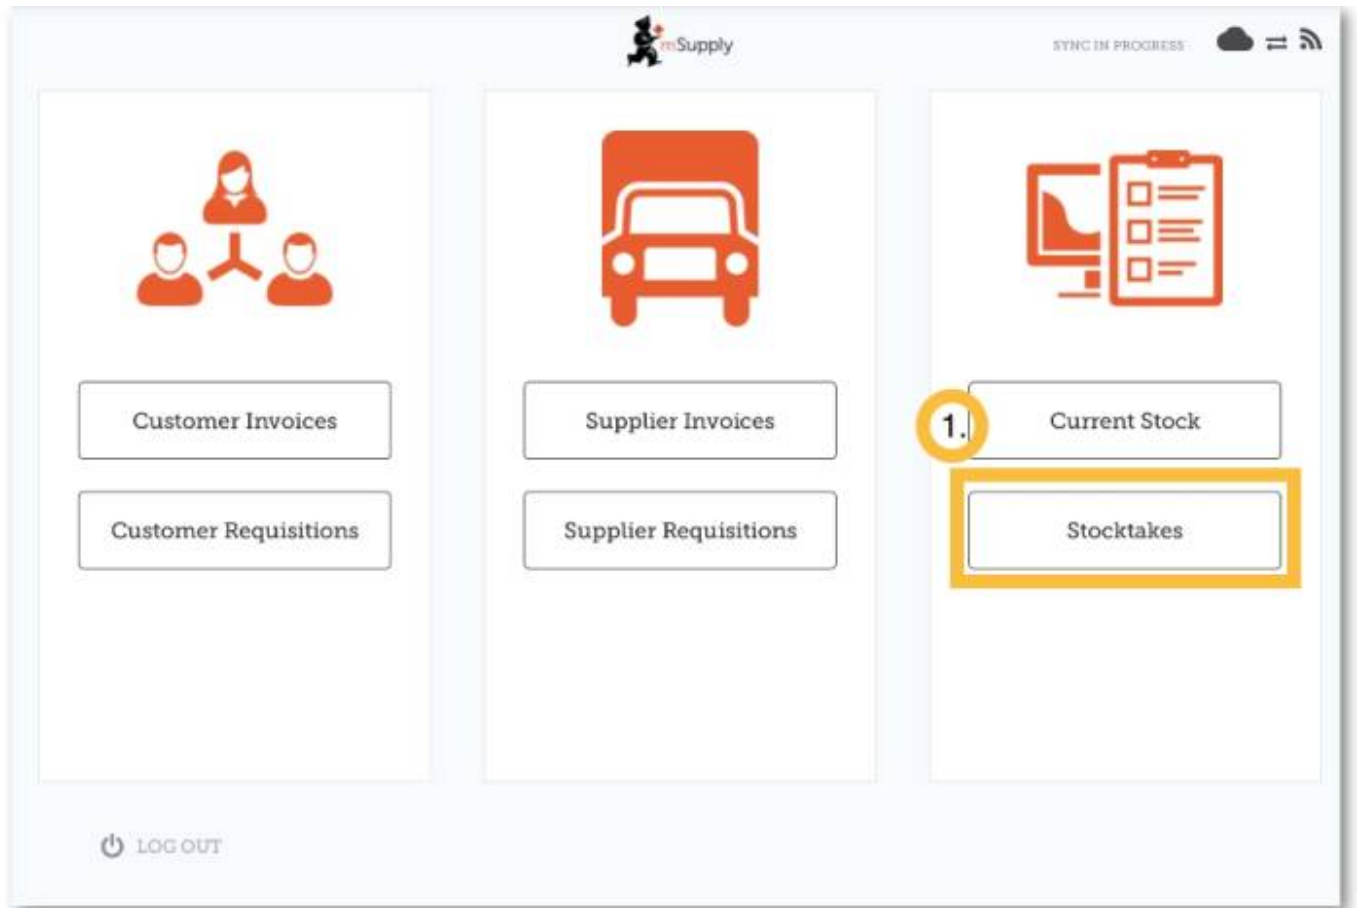 mSupply
SYNC IN PROGRESS
Customer Invoices
Customer Requisitions
Supplier Invoices
Supplier Requisitions
1.
Current Stock
Stocktakes
LOG OUT